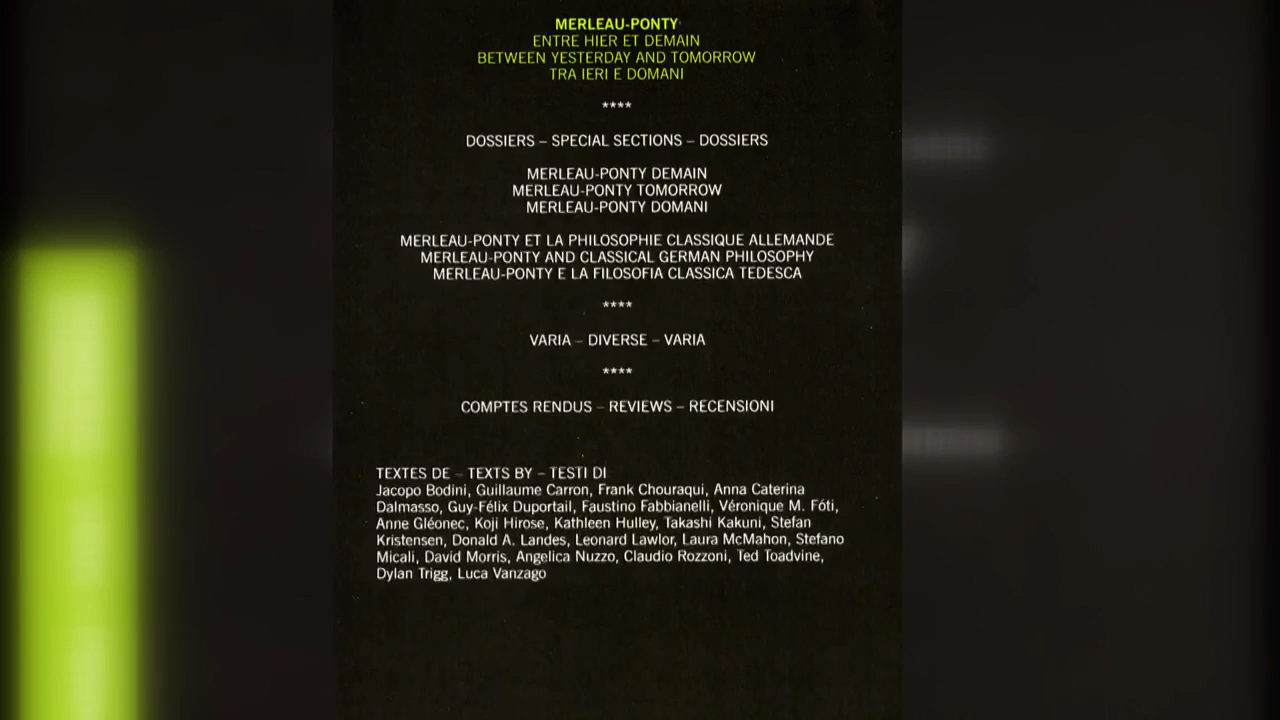 MERLEAU-PONTY
ENTRE HIER ET DEMAIN
BETWEEN YESTERDAY AND TOMORROW
TRA IERI E DOMANI
****
DOSSIERS – SPECIAL SECTIONS – DOSSIERS
MERLEAU-PONTY DEMAIN
MERLEAU-PONTY TOMORROW
MERLEAU-PONTY DOMANI
MERLEAU-PONTY ET LA PHILOSOPHIE CLASSIQUE ALLEMANDE
MERLEAU-PONTY AND CLASSICAL GERMAN PHILOSOPHY
MERLEAU-PONTY E LA FILOSOFIA CLASSICA TEDESCA
****
VARIA – DIVERSE – VARIA
****
COMPTES RENDUS – REVIEWS – RECENSIONI
TEXTES DE – TEXTS BY – TESTI DI
Jacopo Bodini, Guillaume Carron, Frank Chouraqui, Anna Caterina
Dalmasso, Guy-Félix Duportail, Faustino Fabbianelli, Véronique M. Fóti,
Anne Gléonec, Koji Hirose, Kathleen Hulley, Takashi Kakuni, Stefan
Kristensen, Donald A. Landes, Leonard Lawlor, Laura McMahon, Stefano
Micali, David Morris, Angelica Nuzzo, Claudio Rozzoni, Ted Toadvine,
Dylan Trigg, Luca Vanzago